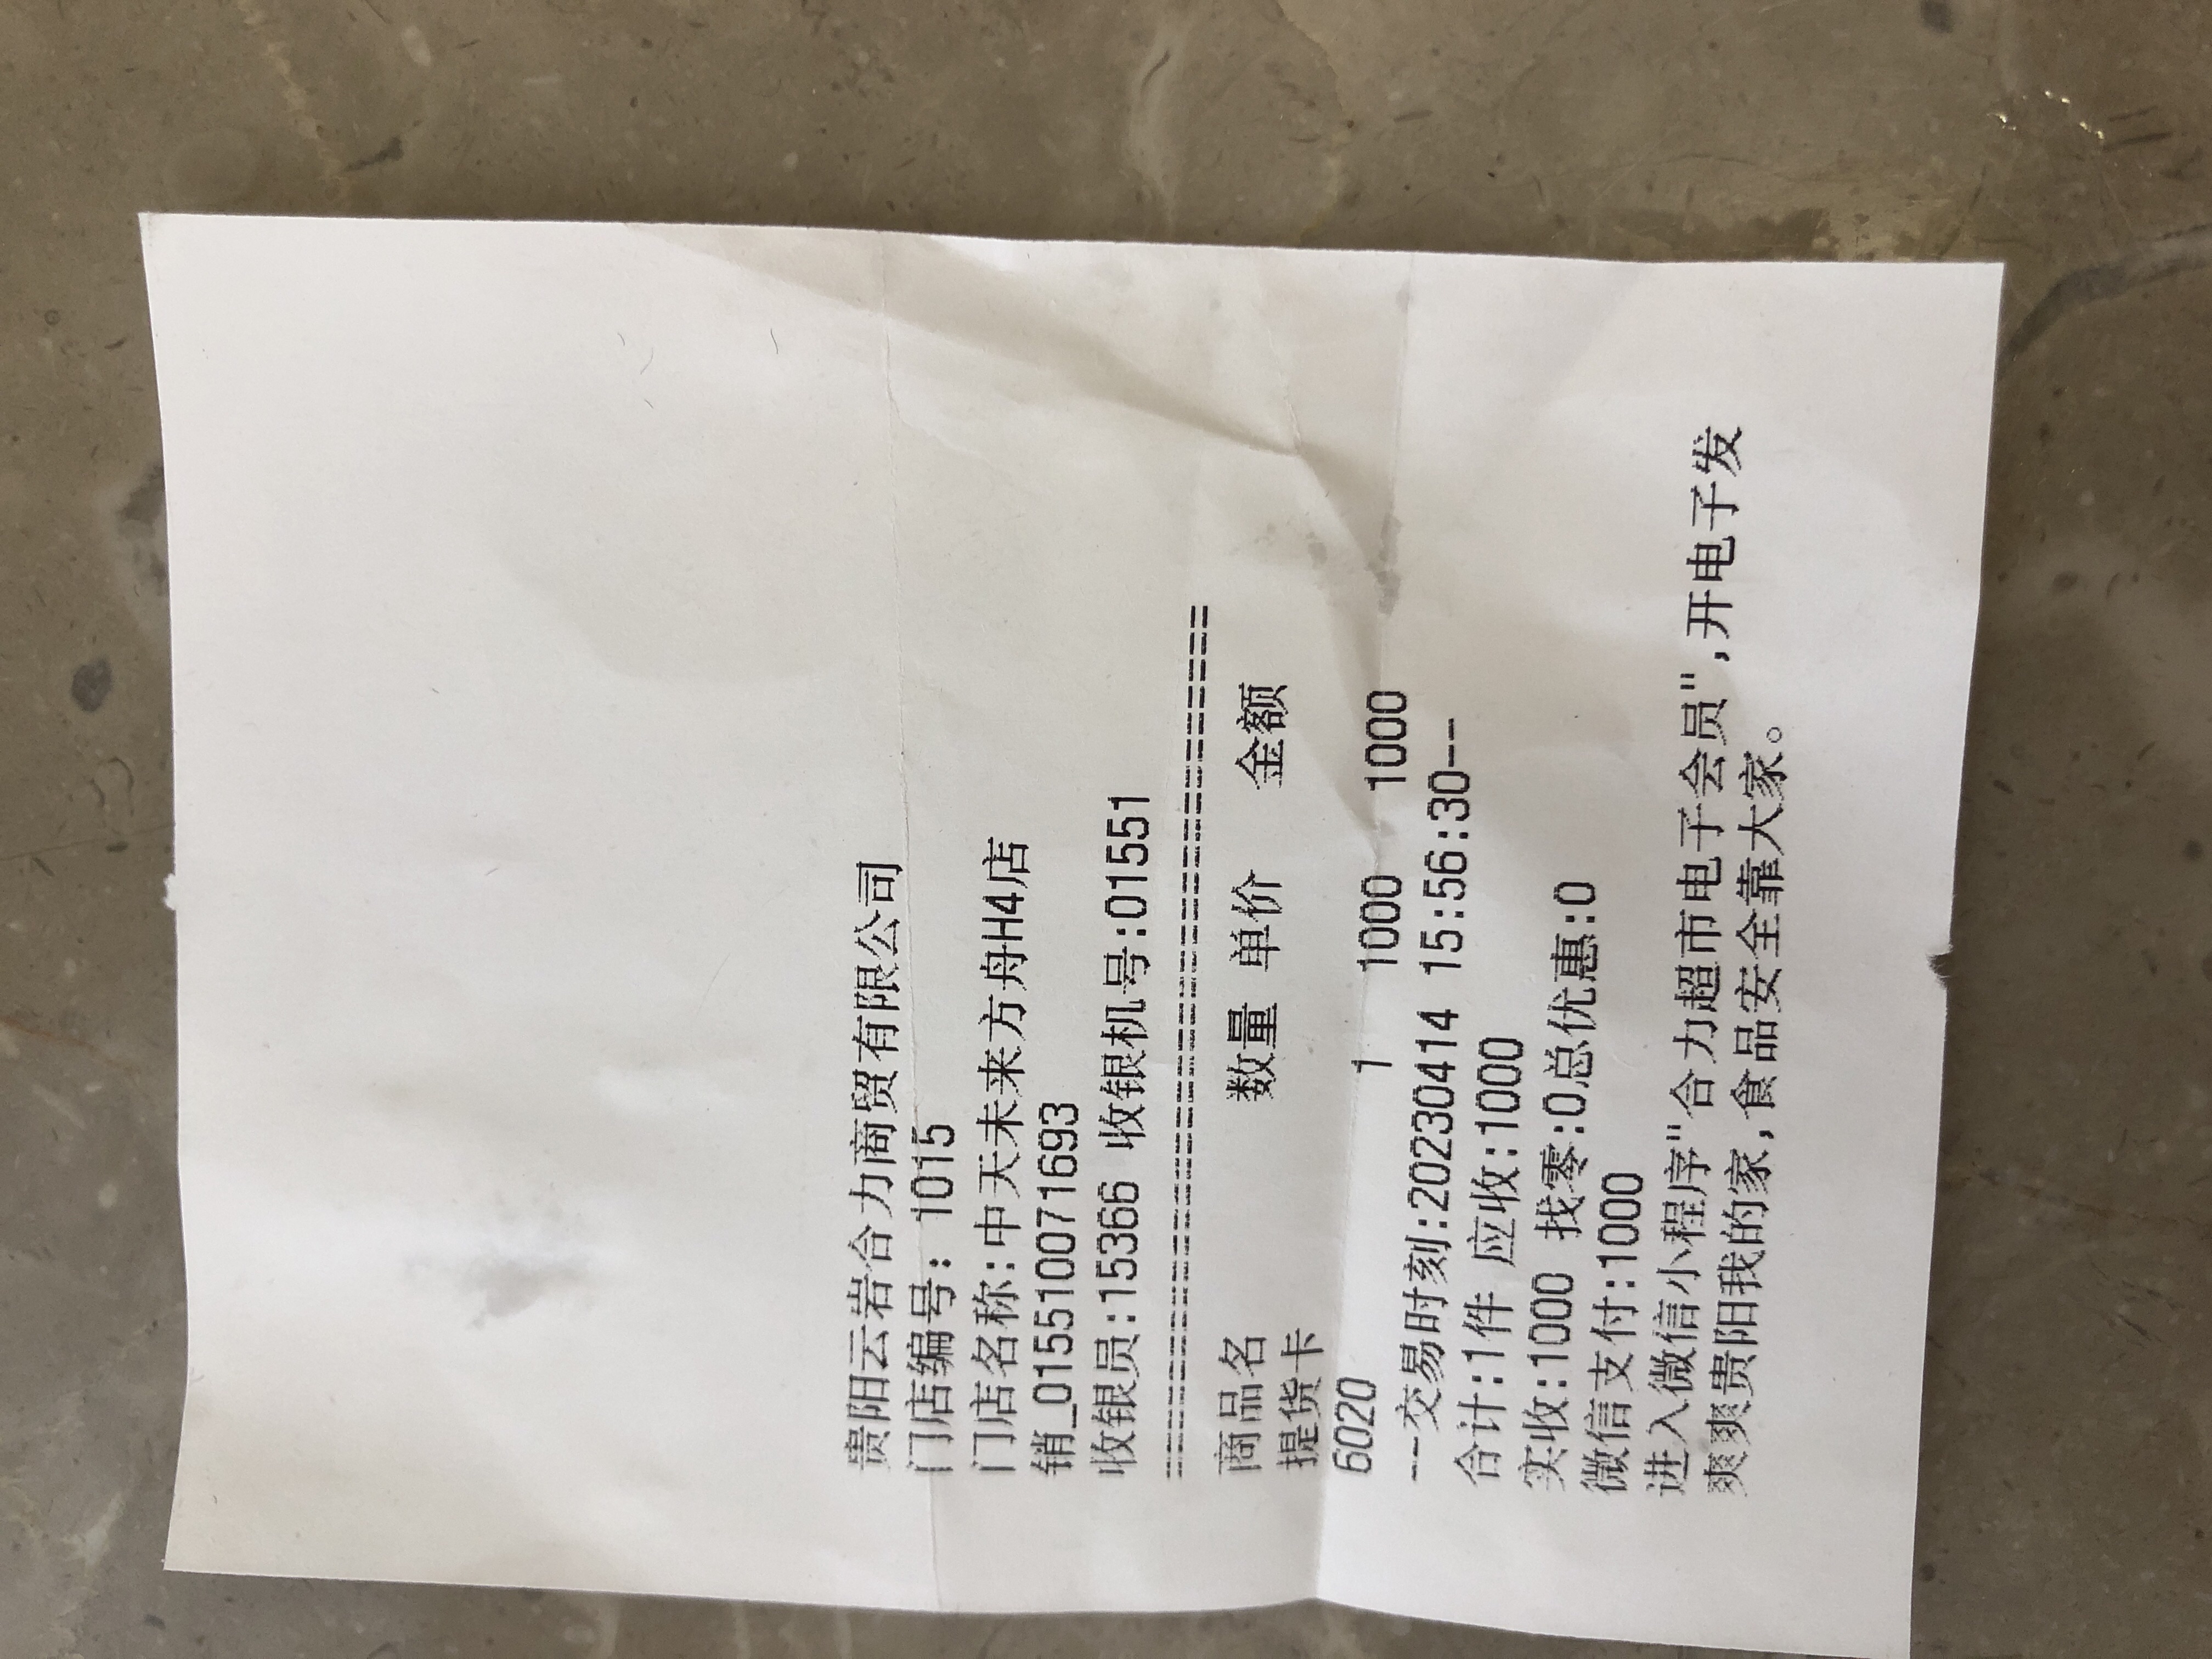 贵阳云岩合力商贸有限公司
门店编号: 1015
门店名称:中天未来方舟H4店
销_015510071693
收银员:15366 收银机号:01551
==========================================
商品名 数量 单价 金额
提货卡
6020 1 1000 1000
--交易时刻:20230414 15:56:30---
合计:1件 应收:1000
实收:1000 找零:0总优惠:0
微信支付:1000
进入微信小程序"合力超市电子会员",开电子发
爽爽贵阳我的家,食品安全靠大家。